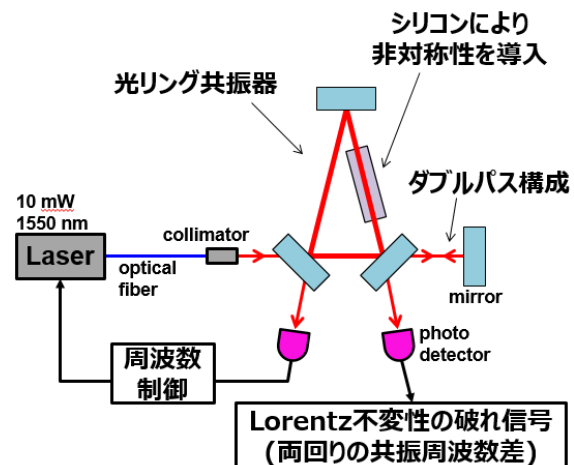 シリコンにより
非対称性を導入
光リング共振器
ダブルパス構成
10 mW
1550 nm
collimator
Laser
optical
fiber
mirror
photo
detector
周波数
制御
Lorentz不変性の破れ信号
(両回りの共振周波数差)